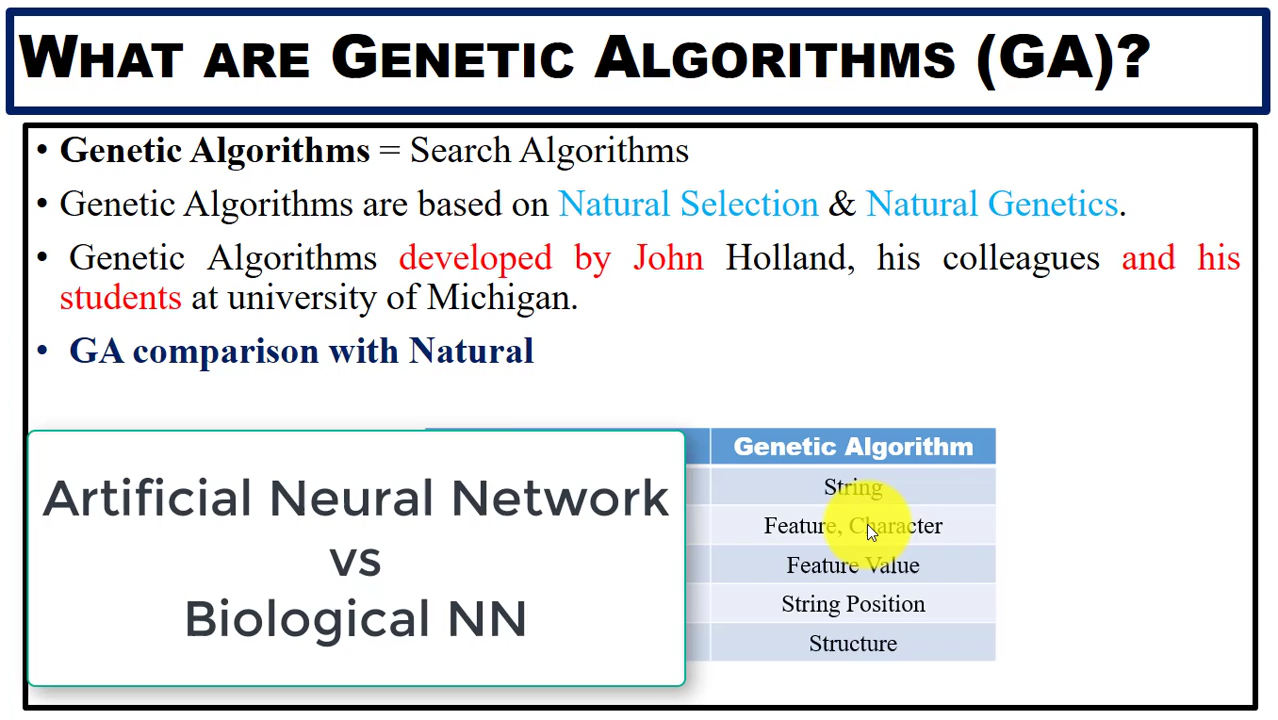 WHAT ARE GENETIC ALGORITHMS (GA)?
• Genetic Algorithms = Search Algorithms
• Genetic Algorithms are based on Natural Selection & Natural Genetics.
• Genetic Algorithms developed by John Holland, his colleagues and his
students at university of Michigan.
• GA comparison with Natural
Genetic Algorithm
String
Feature, Character
Feature Value
String Position
Structure
Artificial Neural Network
vs
Biological NN